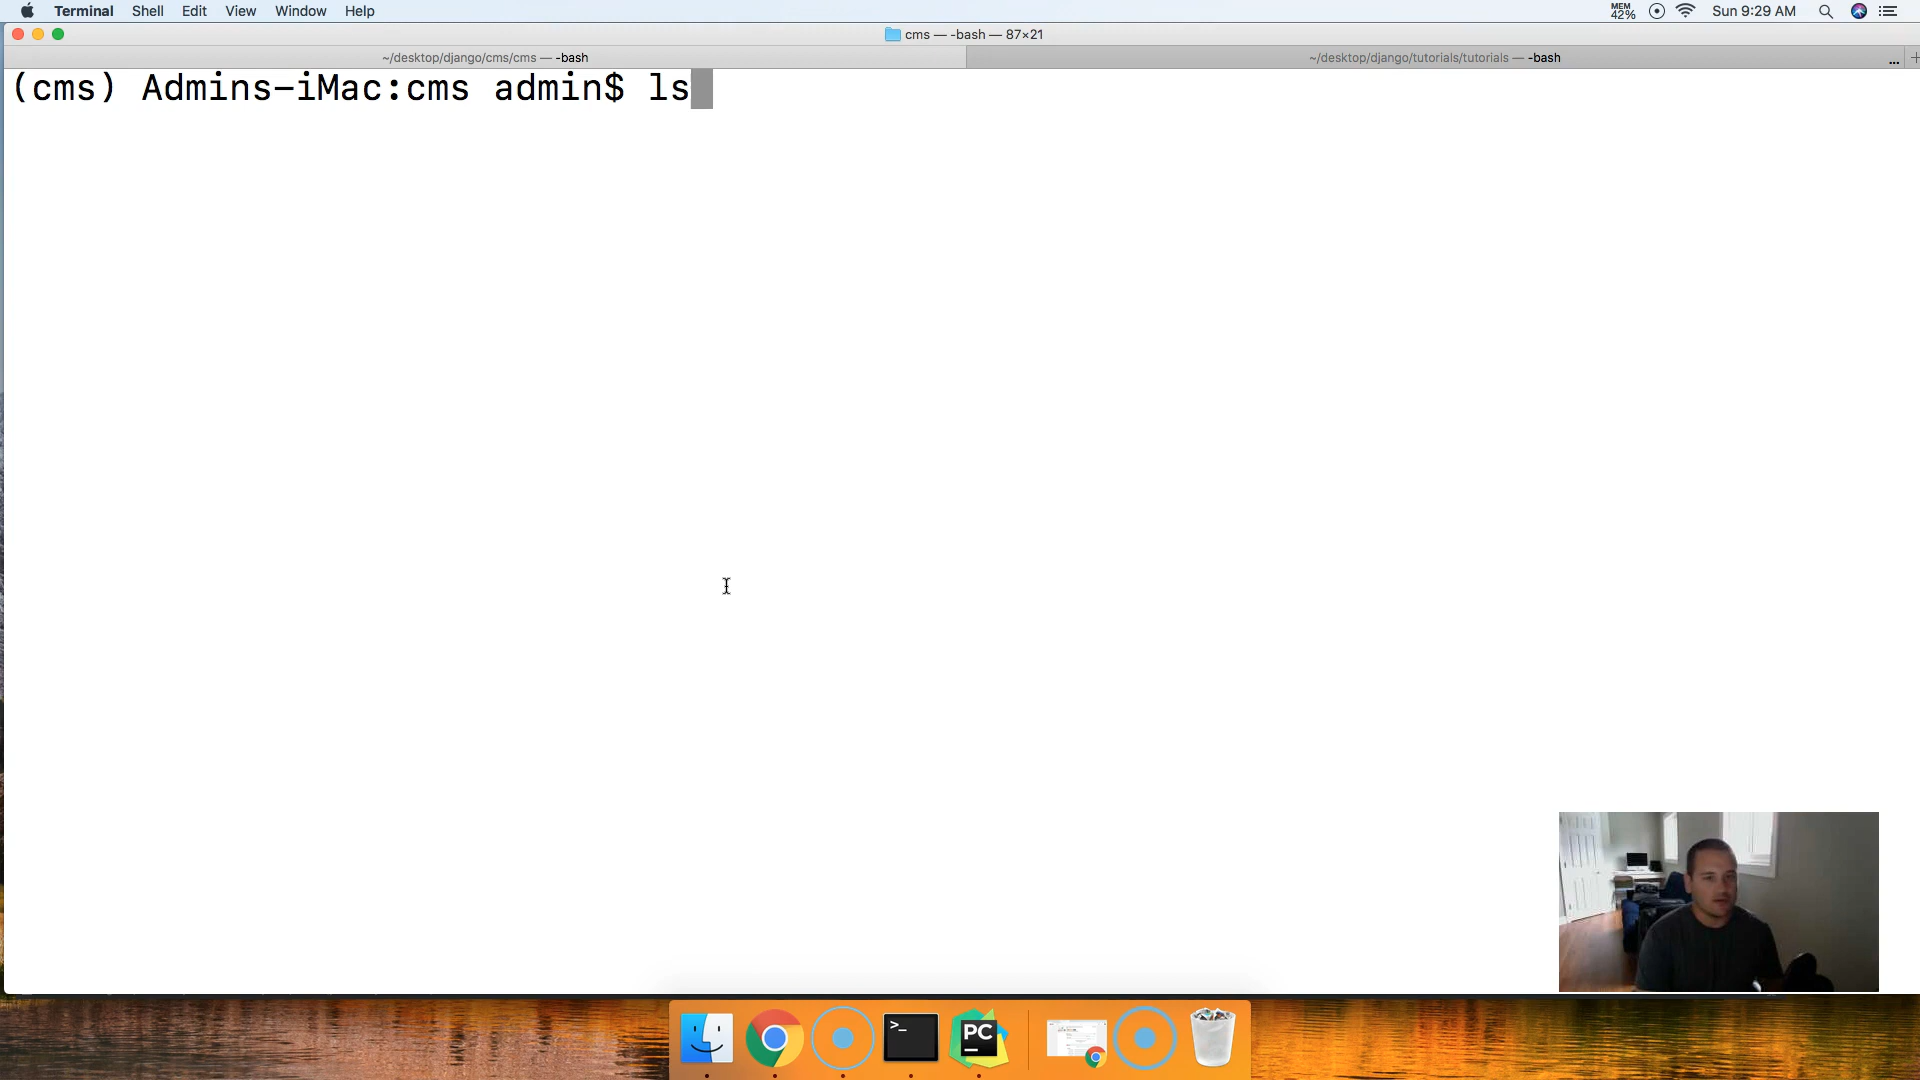 Terminal Shell Edit View Window Help MEM 42% Sun 9:29 AM
cms — -bash — 87×21
~/desktop/django/cms/cms — -bash ~/desktop/django/tutorials/tutorials — -bash ... +
(cms) Admins-iMac:cms admin$ ls
>_ PC